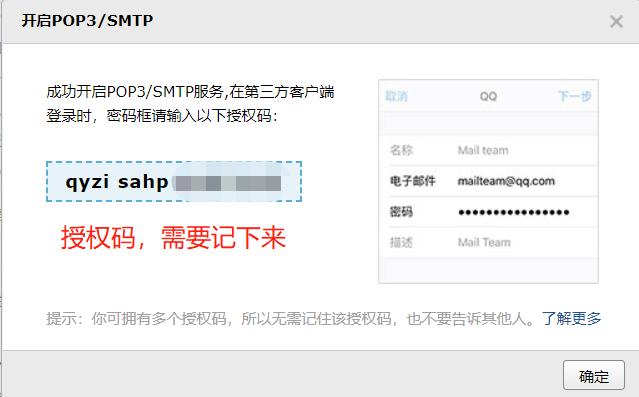 开启POP3/SMTP
成功开启POP3/SMTP服务,在第三方客户端
登录时，密码框请输入以下授权码：
qyzi sahp
授权码，需要记下来
取消 QQ 下一步
名称 Mail team
电子邮件 mailteam@qq.com
密码 ●●●●●●●●●●●●●●●●
描述 Mail Team
提示：你可拥有多个授权码，所以无需记住该授权码，也不要告诉其他人。了解更多
确定